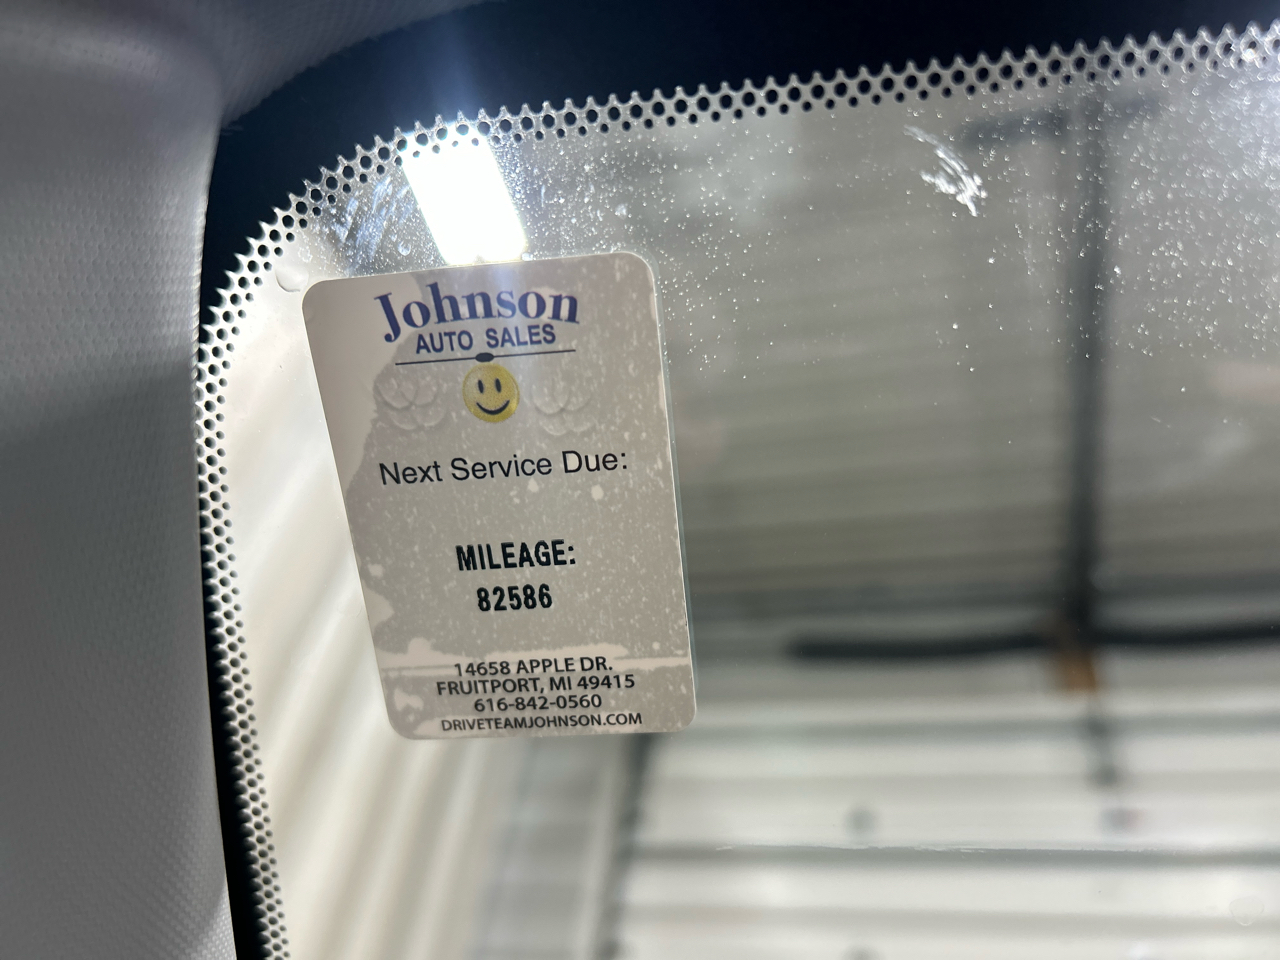 Johnson
AUTO SALES
Next Service Due:
MILEAGE:
82586
14658 APPLE DR.
FRUITPORT, MI 49415
616-842-0560
DRIVETEAMJOHNSON.COM